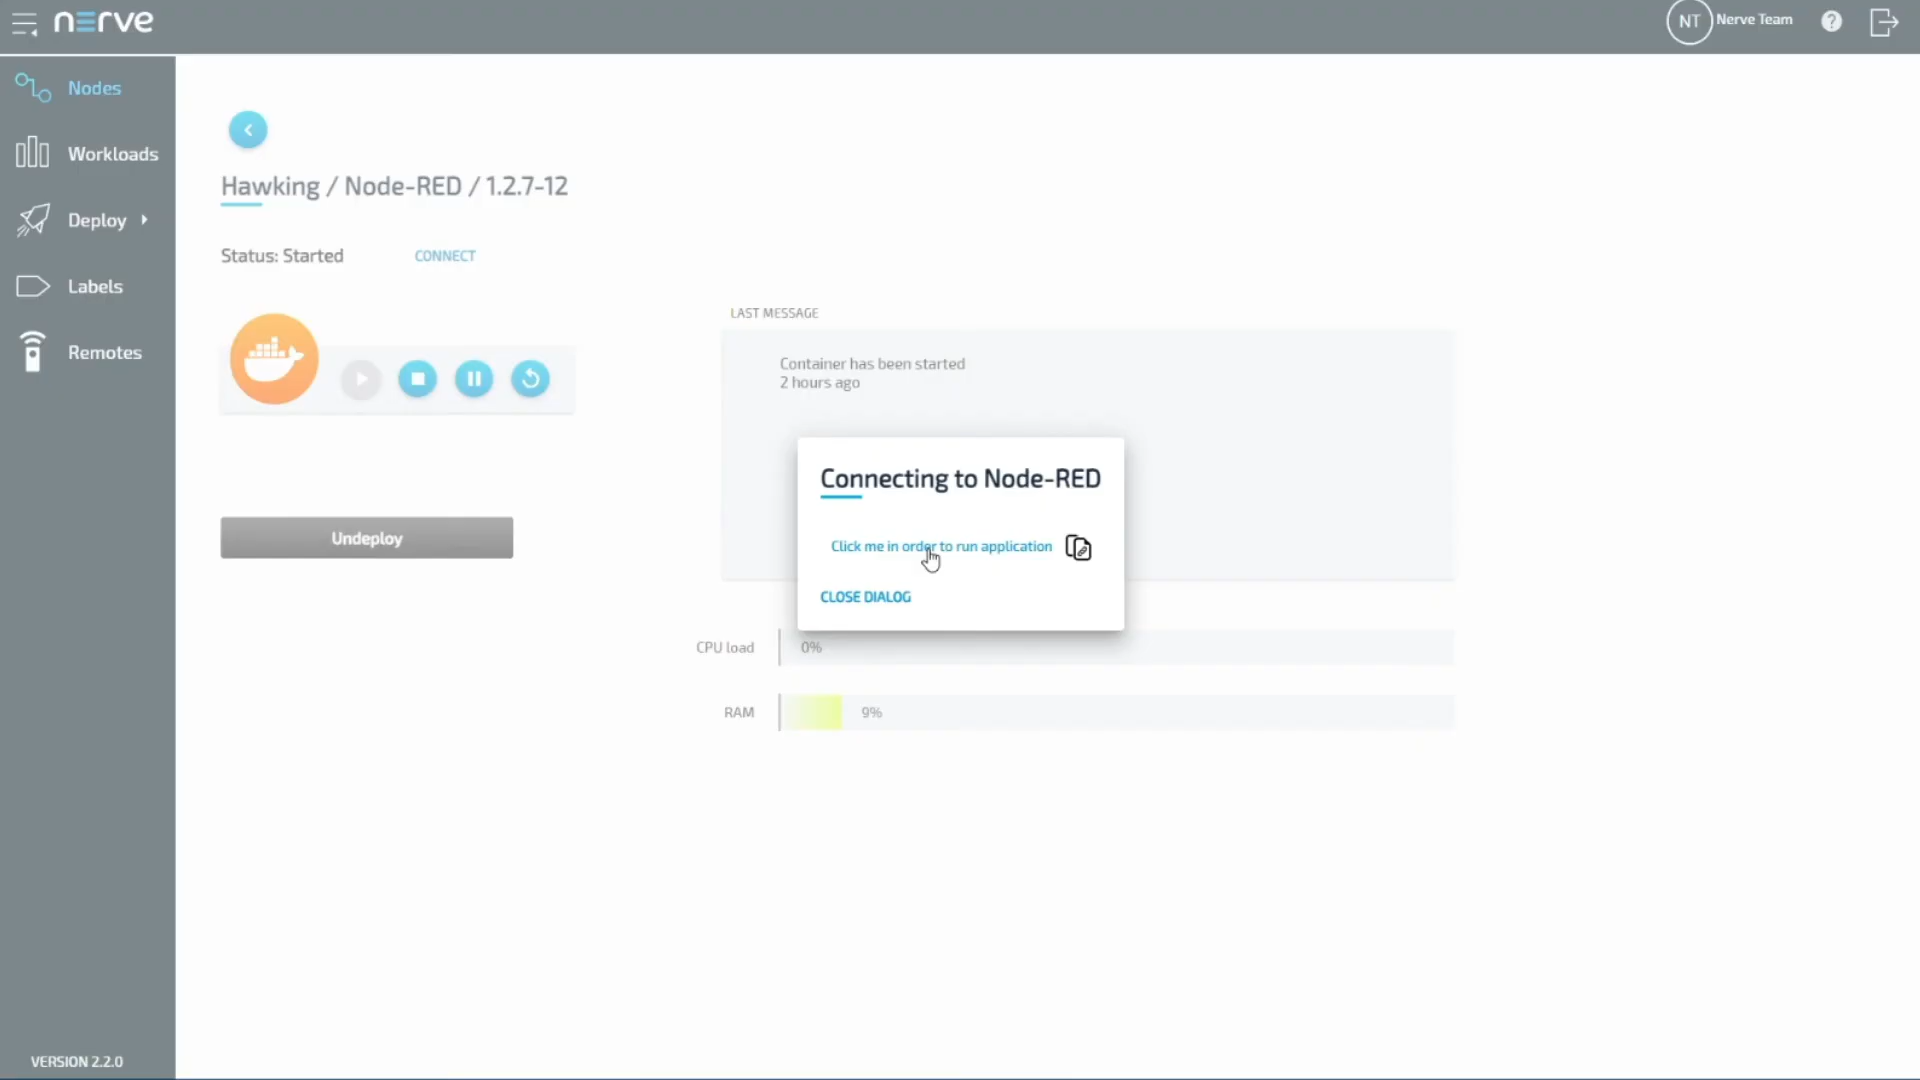 nerve
NT Nerve Team ?
Nodes
Workloads
Deploy
Labels
Remotes
Hawking / Node-RED / 1.2.7-12
Status: Started CONNECT
LAST MESSAGE
Container has been started
2 hours ago
Connecting to Node-RED
Click me in order to run application
CLOSE DIALOG
Undeploy
CPU load 0%
RAM 9%
VERSION 2.2.0